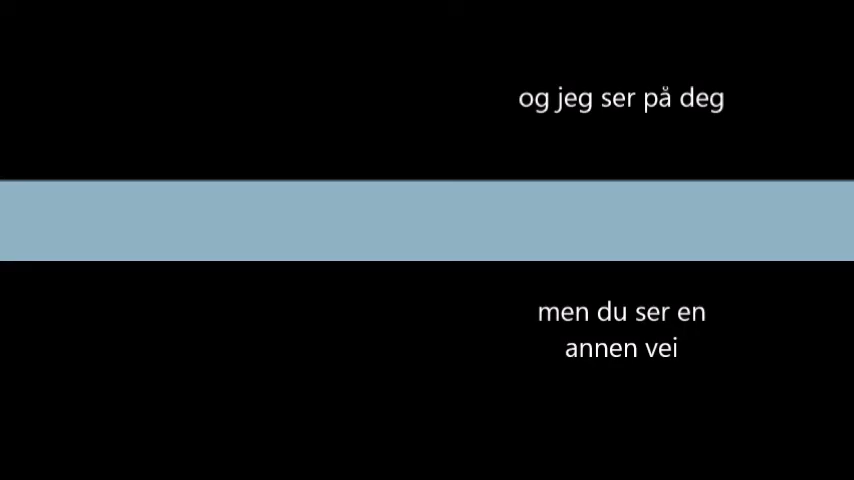 og jeg ser på deg
men du ser en
annen vei